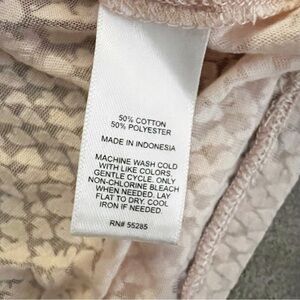 50% COTTON
50% POLYESTER
MADE IN INDONESIA
MACHINE WASH COLD
WITH LIKE COLORS.
GENTLE CYCLE. ONLY
NON-CHLORINE BLEACH
WHEN NEEDED. LAY
FLAT TO DRY. COOL
IRON IF NEEDED.
RN# 55285